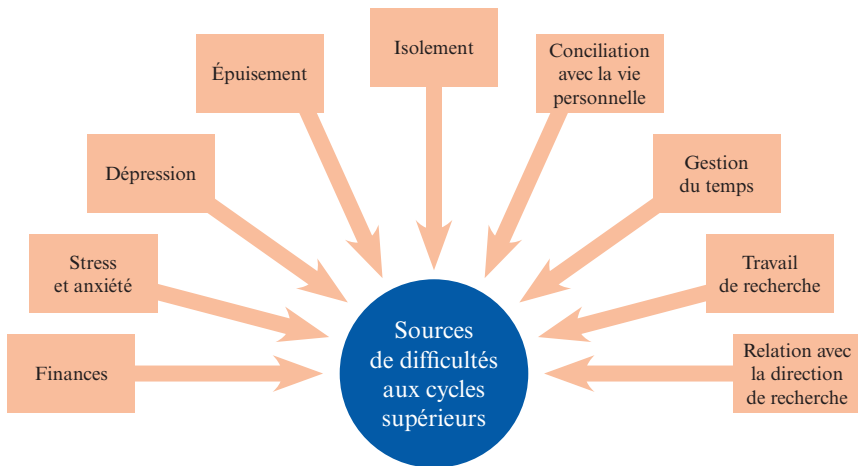 Isolement
Conciliation
avec la vie
personnelle
Épuisement
Dépression
Gestion
du temps
Stress
et anxiété
Travail
de recherche
Sources
de difficultés
aux cycles
supérieurs
Finances
Relation avec
la direction
de recherche